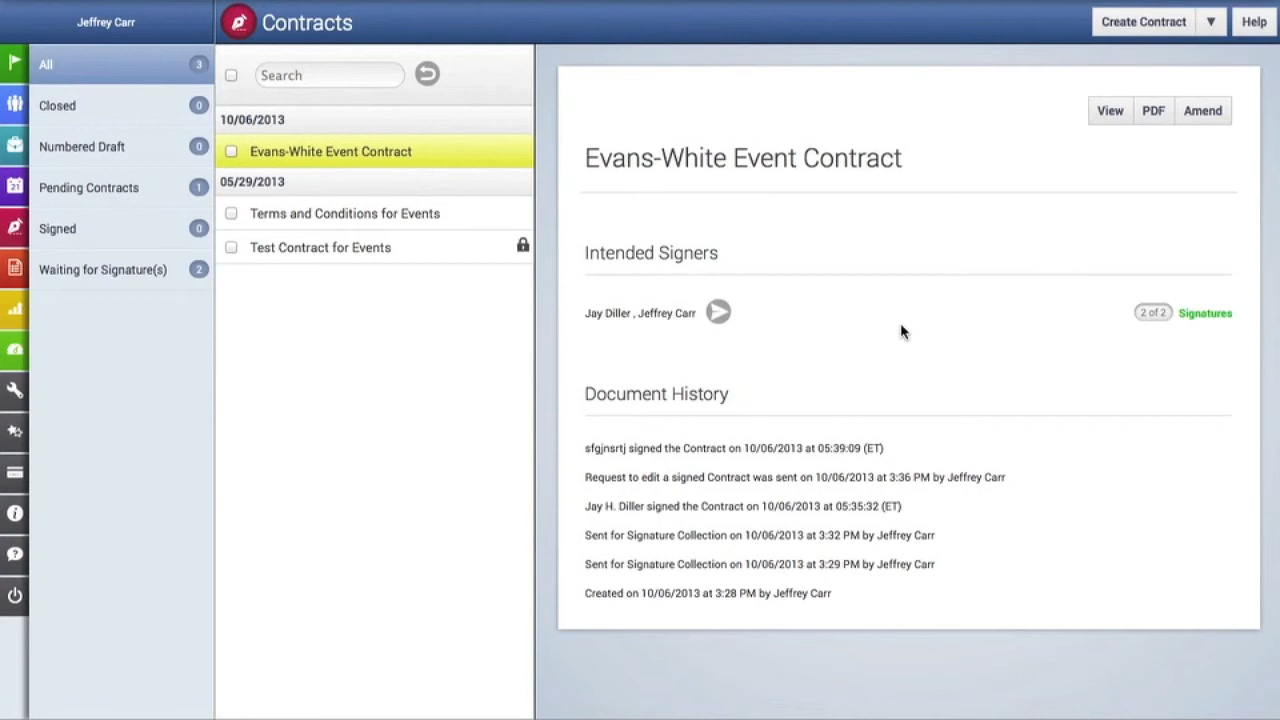 Jeffrey Carr
Contracts
Create Contract ▼
Help
All 3
Closed 0
Numbered Draft 0
Pending Contracts 1
Signed 0
Waiting for Signature(s) 2
31
Search
10/06/2013
Evans-White Event Contract
05/29/2013
Terms and Conditions for Events
Test Contract for Events
View PDF Amend
Evans-White Event Contract
Intended Signers
Jay Diller , Jeffrey Carr
2 of 2 Signatures
Document History
sfgjnsrtj signed the Contract on 10/06/2013 at 05:39:09 (ET)
Request to edit a signed Contract was sent on 10/06/2013 at 3:36 PM by Jeffrey Carr
Jay H. Diller signed the Contract on 10/06/2013 at 05:35:32 (ET)
Sent for Signature Collection on 10/06/2013 at 3:32 PM by Jeffrey Carr
Sent for Signature Collection on 10/06/2013 at 3:29 PM by Jeffrey Carr
Created on 10/06/2013 at 3:28 PM by Jeffrey Carr